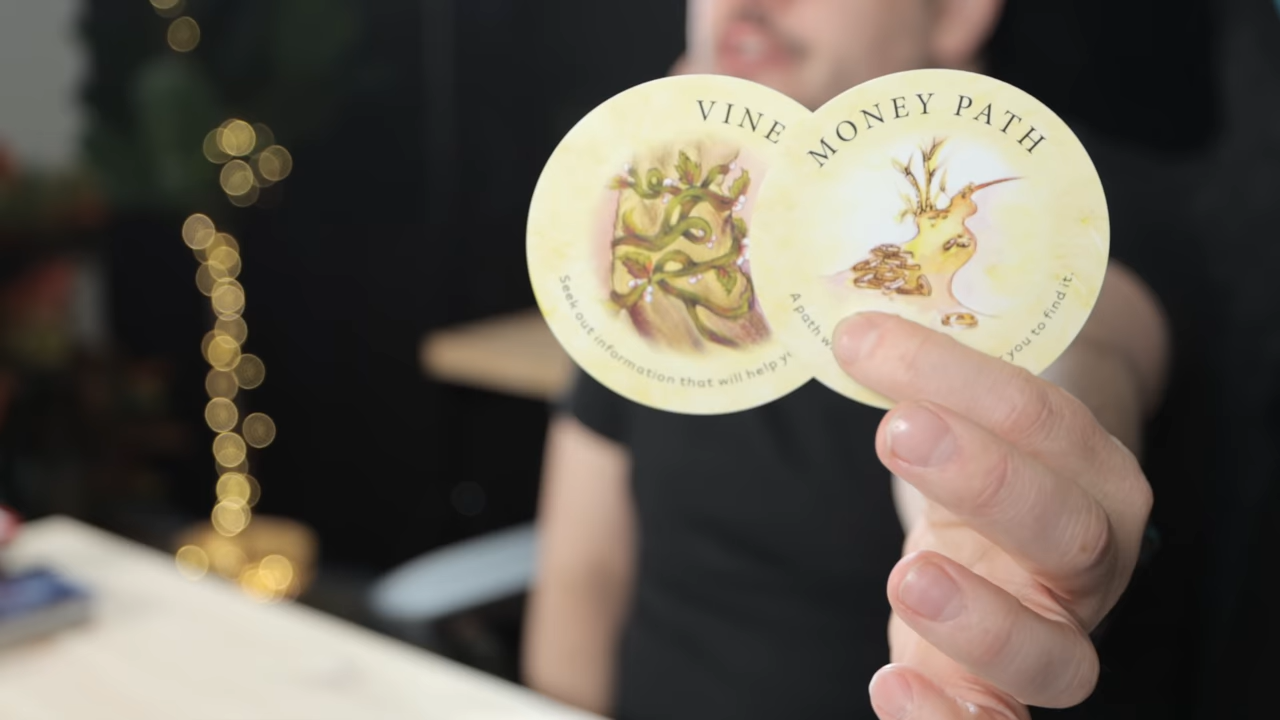 VINE
Seek out information that will help
MONEY PATH
A path
you to find it.